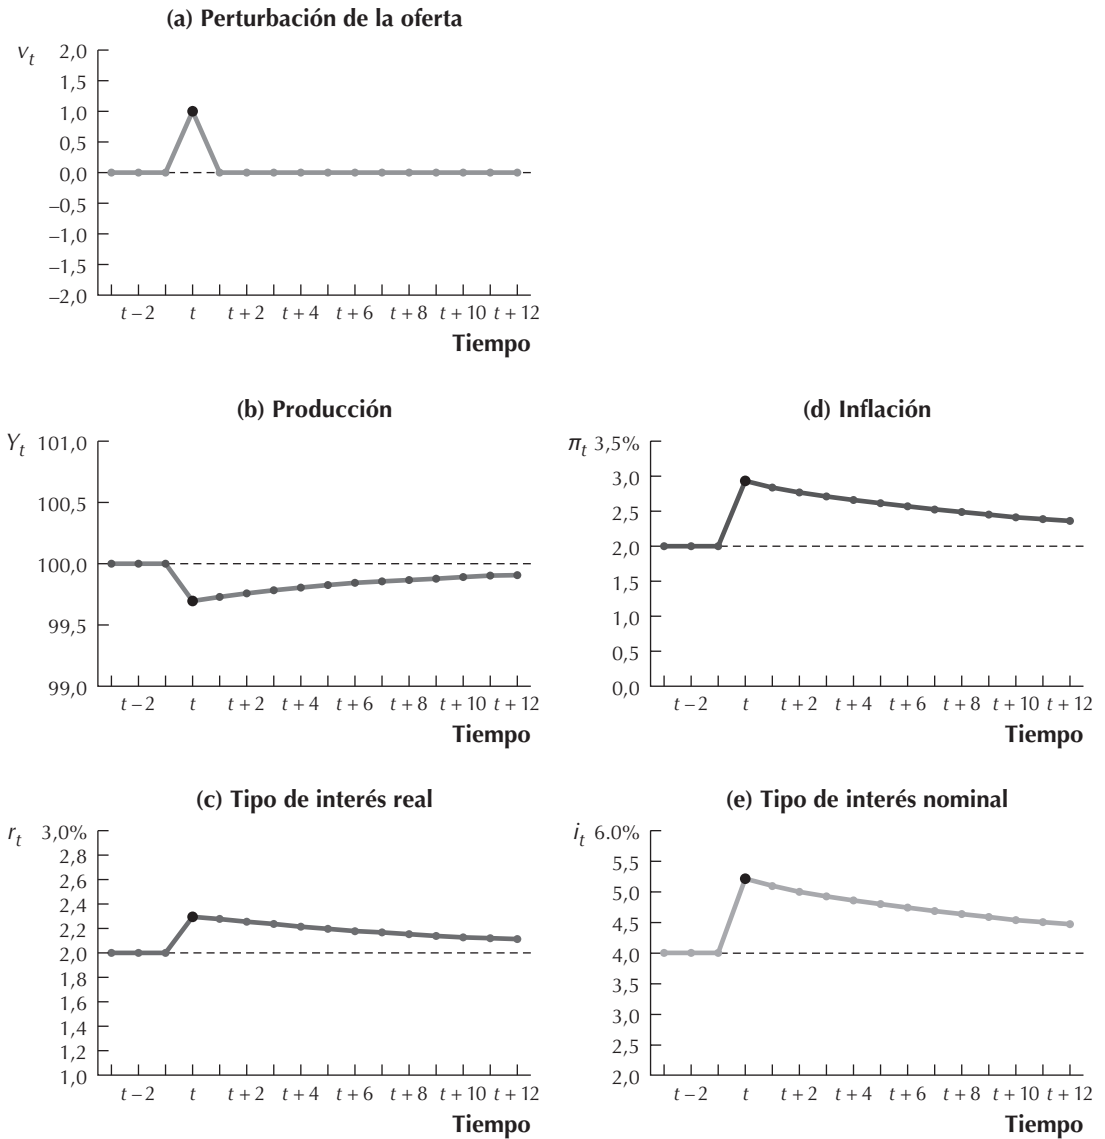 (a) Perturbación de la oferta
νt 2,0
1,5
1,0
0,5
0,0
–0,5
–1,0
–1,5
–2,0
t – 2 t t + 2 t + 4 t + 6 t + 8 t + 10 t + 12
Tiempo
(b) Producción
Yt 101,0
100,5
100,0
99,5
99,0
t – 2 t t + 2 t + 4 t + 6 t + 8 t + 10 t + 12
Tiempo
(d) Inflación
πt 3,5%
3,0
2,5
2,0
1,5
1,0
0,5
0,0
t – 2 t t + 2 t + 4 t + 6 t + 8 t + 10 t + 12
Tiempo
(c) Tipo de interés real
rt 3,0%
2,8
2,6
2,4
2,2
2,0
1,8
1,6
1,4
1,2
1,0
t – 2 t t + 2 t + 4 t + 6 t + 8 t + 10 t + 12
Tiempo
(e) Tipo de interés nominal
it 6.0%
5,5
5,0
4,5
4,0
3,5
3,0
2,5
2,0
t – 2 t t + 2 t + 4 t + 6 t + 8 t + 10 t + 12
Tiempo